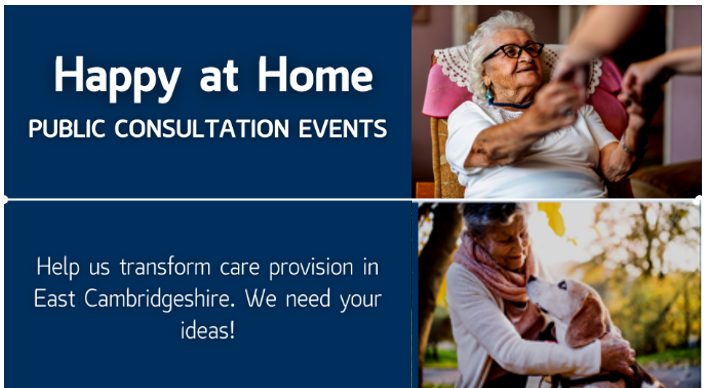 Happy at Home
PUBLIC CONSULTATION EVENTS
Help us transform care provision in
East Cambridgeshire. We need your
ideas!